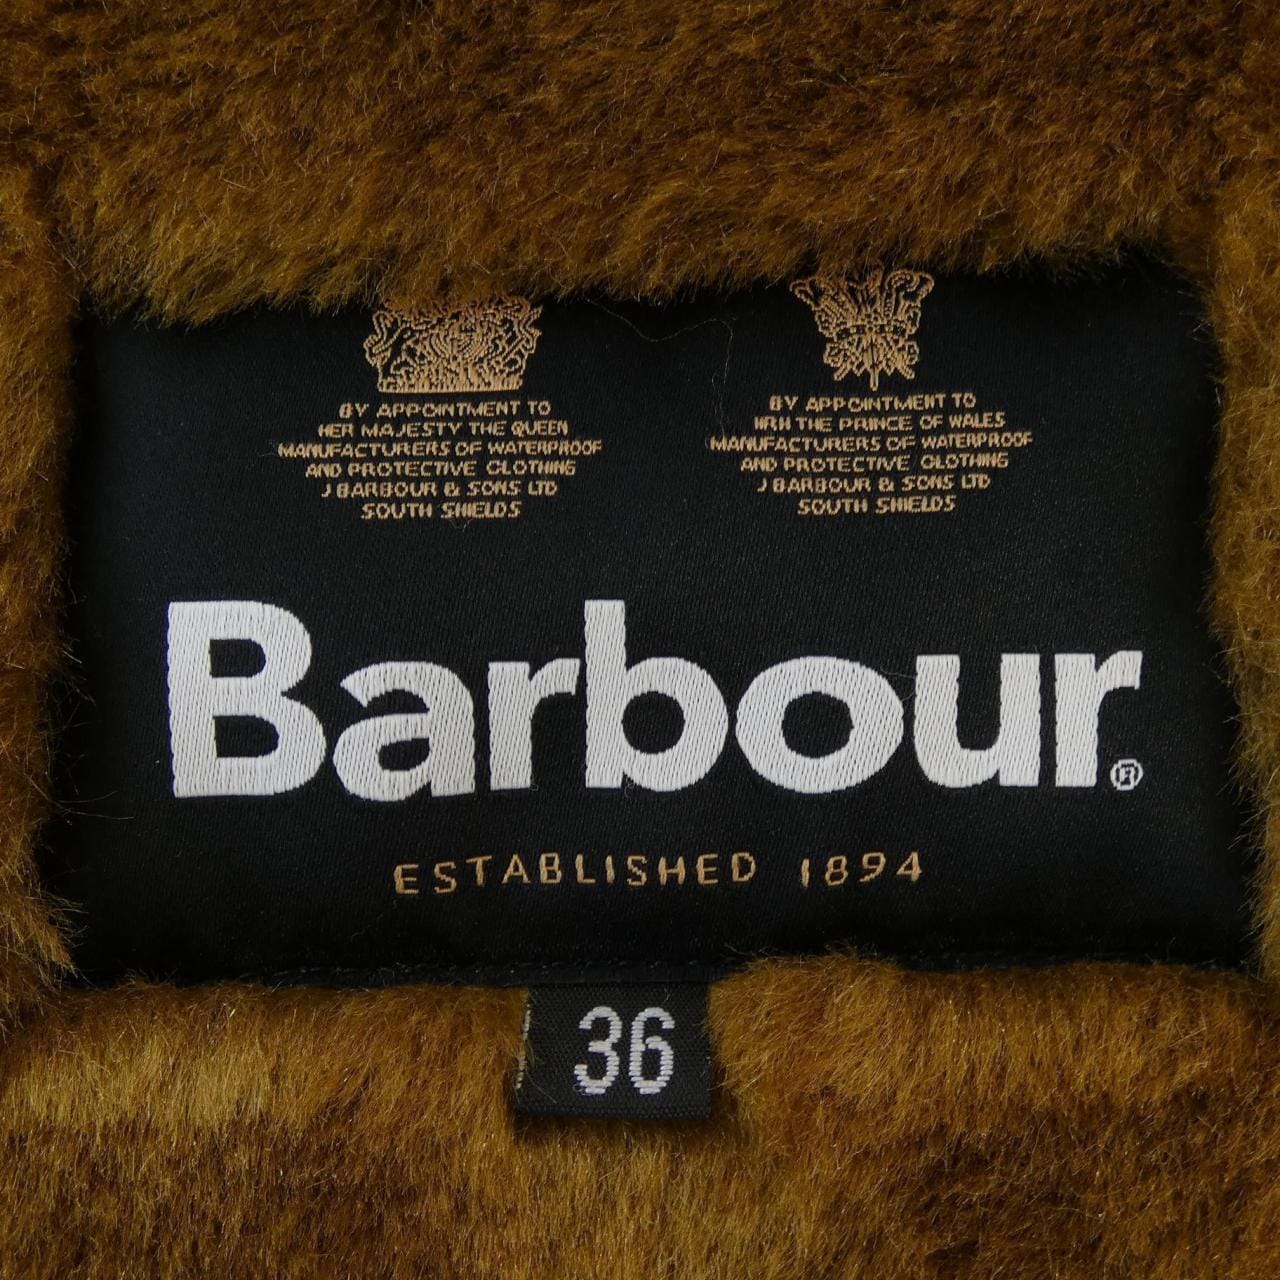 BY APPOINTMENT TO
HER MAJESTY THE QUEEN
MANUFACTURERS OF WATERPROOF
AND PROTECTIVE CLOTHING
J BARBOUR & SONS LTD
SOUTH SHIELDS
BY APPOINTMENT TO
HRH THE PRINCE OF WALES
MANUFACTURERS OF WATERPROOF
AND PROTECTIVE CLOTHING
J BARBOUR & SONS LTD
SOUTH SHIELDS
Barbour®
ESTABLISHED 1894
36